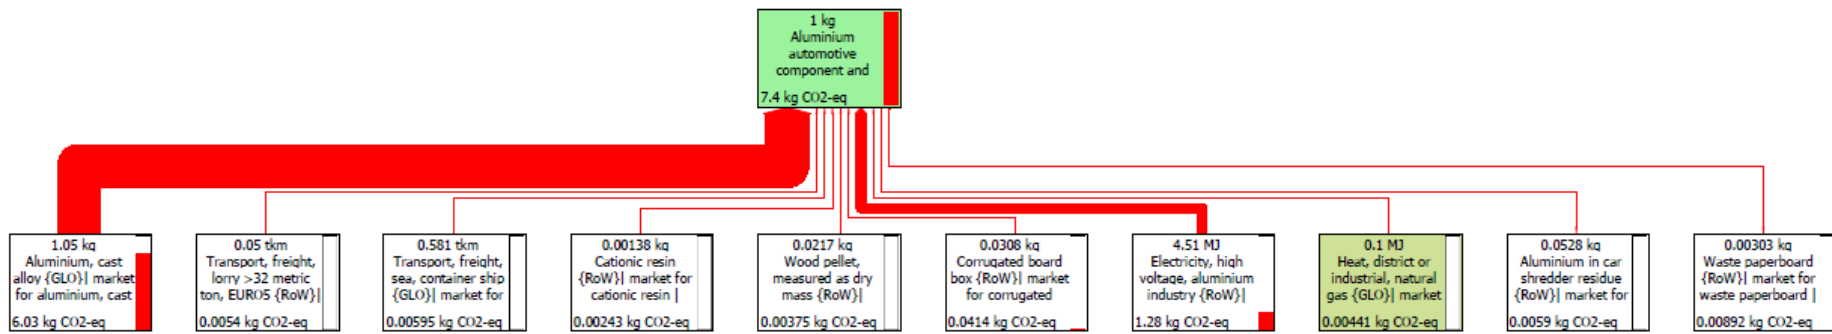 1 kg
Aluminium
automotive
component and
7.4 kg CO2-eq
1.05 kg
Aluminium, cast
alloy {GLO}| market
for aluminium, cast
6.03 kg CO2-eq
0.05 tkm
Transport, freight,
lorry >32 metric
ton, EURO5 {RoW}|
0.0054 kg CO2-eq
0.581 tkm
Transport, freight,
sea, container ship
{GLO}| market for
0.00595 kg CO2-eq
0.00138 kg
Cationic resin
{RoW}| market for
cationic resin |
0.00243 kg CO2-eq
0.0217 kg
Wood pellet,
measured as dry
mass {RoW}|
0.00375 kg CO2-eq
0.0308 kg
Corrugated board
box {RoW}| market
for corrugated
0.0414 kg CO2-eq
4.51 MJ
Electricity, high
voltage, aluminium
industry {RoW}|
1.28 kg CO2-eq
0.1 MJ
Heat, district or
industrial, natural
gas {GLO}| market
0.00441 kg CO2-eq
0.0528 kg
Aluminium in car
shredder residue
{RoW}| market for
0.0059 kg CO2-eq
0.00303 kg
Waste paperboard
{RoW}| market for
waste paperboard |
0.00892 kg CO2-eq